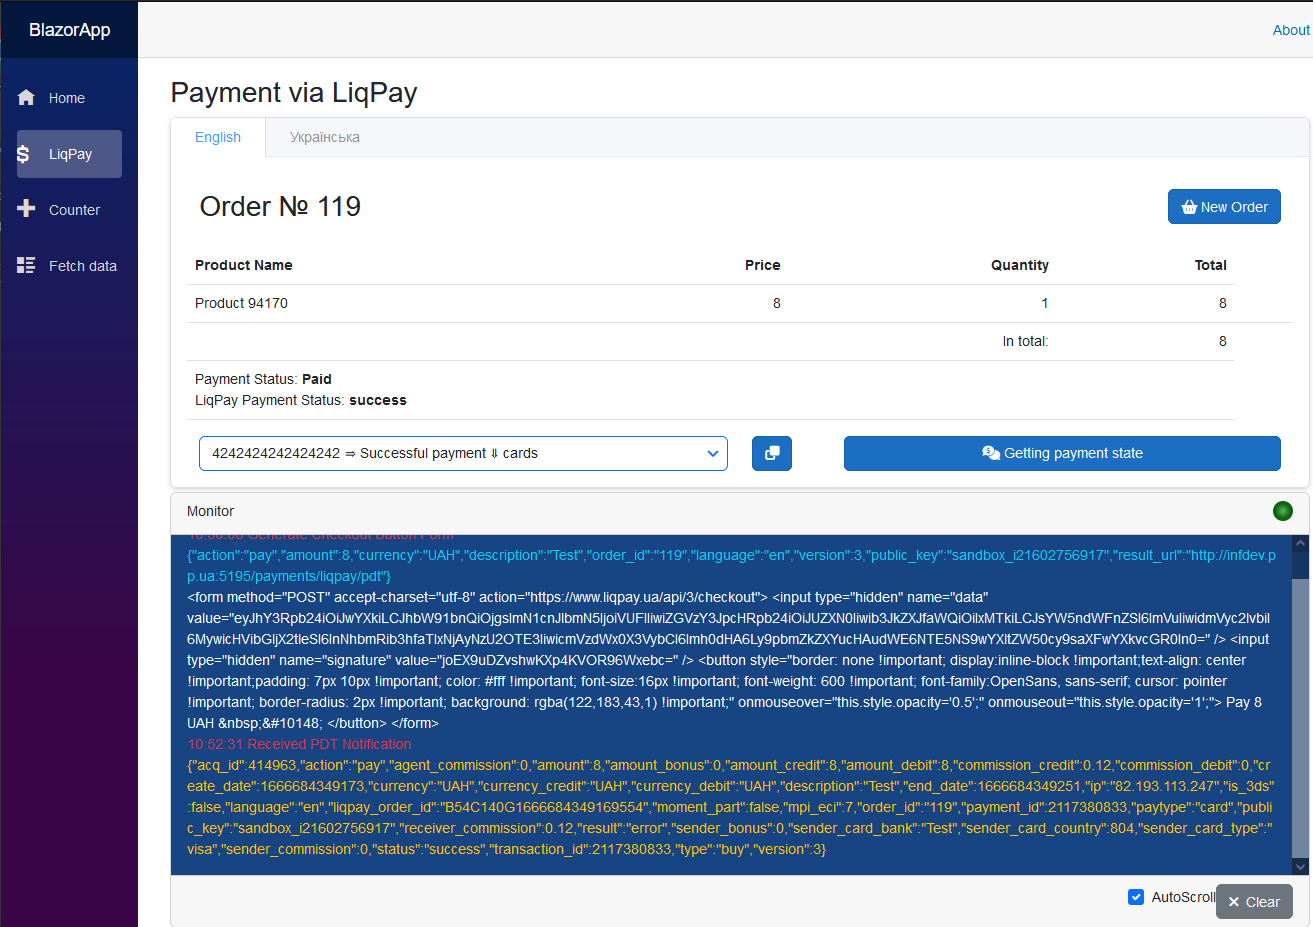 BlazorApp
About
Home
LiqPay
Counter
Fetch data
Payment via LiqPay
English Українська
Order № 119
New Order
Product Name Price Quantity Total
Product 94170 8 1 8
In total: 8
Payment Status: Paid
LiqPay Payment Status: success
4242424242424242 ⇒ Successful payment ⇓ cards
Getting payment state
Monitor
Generate Checkout Button Form
{"action":"pay","amount":8,"currency":"UAH","description":"Test","order_id":"119","language":"en","version":3,"public_key":"sandbox_i21602756917","result_url":"http://infdev.p
p.ua:5195/payments/liqpay/pdt"}
<form method="POST" accept-charset="utf-8" action="https://www.liqpay.ua/api/3/checkout"> <input type="hidden" name="data"
type="hidden" name="signature" value="joEX9uDZvshwKXp4KVOR96Wxebc=" /> <button style="border: none !important; display:inline-block !important;text-align: center
!important;padding: 7px 10px !important; color: #fff !important; font-size:16px !important; font-weight: 600 !important; font-family:OpenSans, sans-serif; cursor: pointer
!important; border-radius: 2px !important; background: rgba(122,183,43,1) !important;" onmouseover="this.style.opacity='0.5';" onmouseout="this.style.opacity='1';"> Pay 8
UAH &nbsp;&#10148; </button> </form>
10:52:31 Received PDT Notification
{"acq_id":414963,"action":"pay","agent_commission":0,"amount":8,"amount_bonus":0,"amount_credit":8,"amount_debit":8,"commission_credit":0.12,"commission_debit":0,"cr
eate_date":1666684349173,"currency":"UAH","currency_credit":"UAH","currency_debit":"UAH","description":"Test","end_date":1666684349251,"ip":"82.193.113.247","is_3ds"
:false,"language":"en","liqpay_order_id":"B54C140G1666684349169554","moment_part":false,"mpi_eci":7,"order_id":"119","payment_id":2117380833,"paytype":"card","publi
c_key":"sandbox_i21602756917","receiver_commission":0.12,"result":"error","sender_bonus":0,"sender_card_bank":"Test","sender_card_country":804,"sender_card_type":"
visa","sender_commission":0,"status":"success","transaction_id":2117380833,"type":"buy","version":3}
AutoScroll
Clear